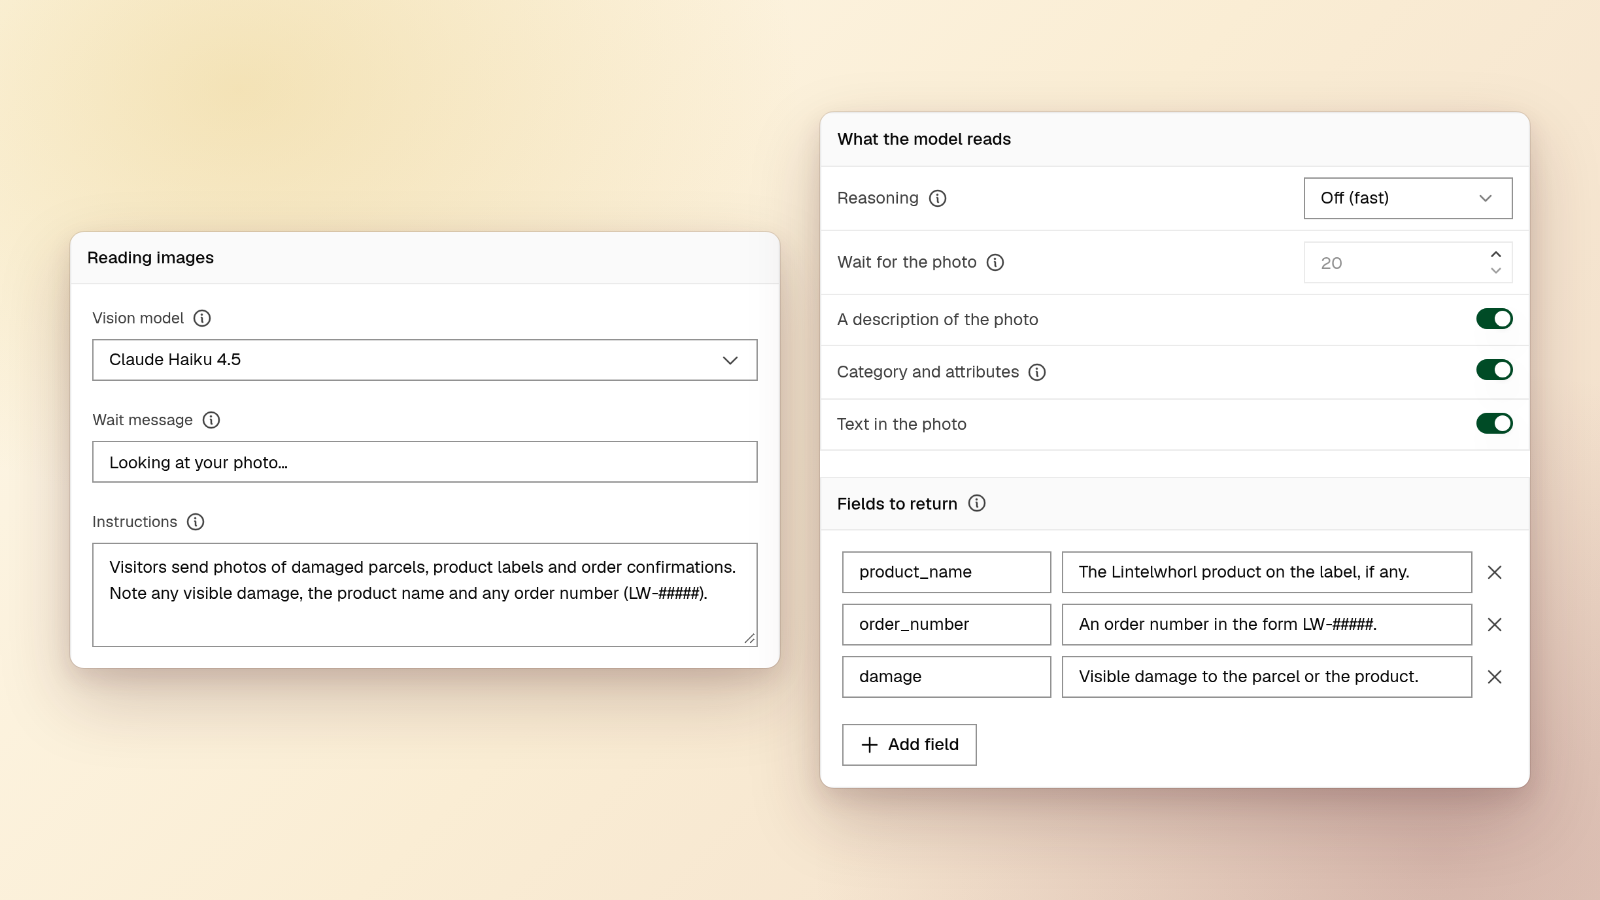 Reading images
Vision model
Claude Haiku 4.5
Wait message
Looking at your photo…
Instructions
Visitors send photos of damaged parcels, product labels and order confirmations.
Note any visible damage, the product name and any order number (LW-#####).
What the model reads
Reasoning
Off (fast)
Wait for the photo
20
A description of the photo
Category and attributes
Text in the photo
Fields to return
product_name
The Lintelwhorl product on the label, if any.
order_number
An order number in the form LW-#####.
damage
Visible damage to the parcel or the product.
Add field